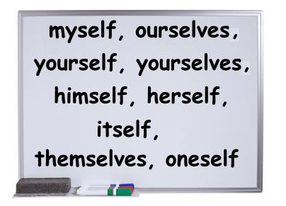 myself, ourselves,
yourself, yourselves,
himself, herself,
itself,
themselves, oneself